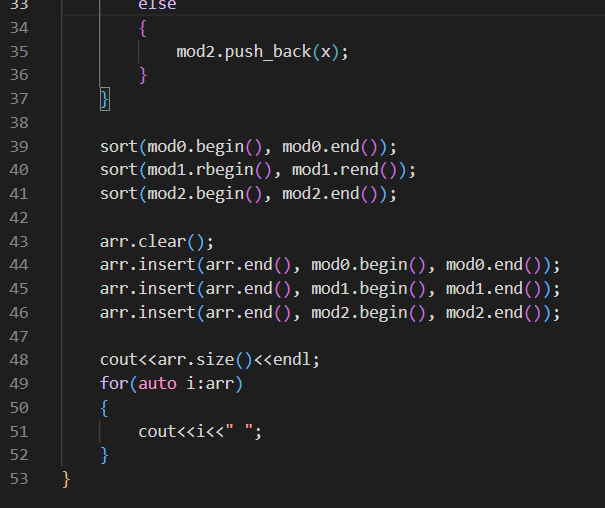 33 else
34 {
35 mod2.push_back(x);
36 }
37 }
38
39 sort(mod0.begin(), mod0.end());
40 sort(mod1.rbegin(), mod1.rend());
41 sort(mod2.begin(), mod2.end());
42
43 arr.clear();
44 arr.insert(arr.end(), mod0.begin(), mod0.end());
45 arr.insert(arr.end(), mod1.begin(), mod1.end());
46 arr.insert(arr.end(), mod2.begin(), mod2.end());
47
48 cout<<arr.size()<<endl;
49 for(auto i:arr)
50 {
51 cout<<i<<" ";
52 }
53 }